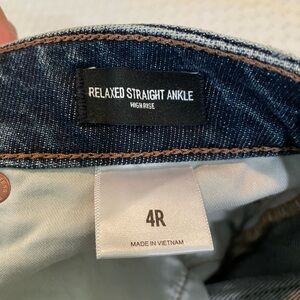 RELAXED STRAIGHT ANKLE
HIGH RISE
4R
MADE IN VIETNAM